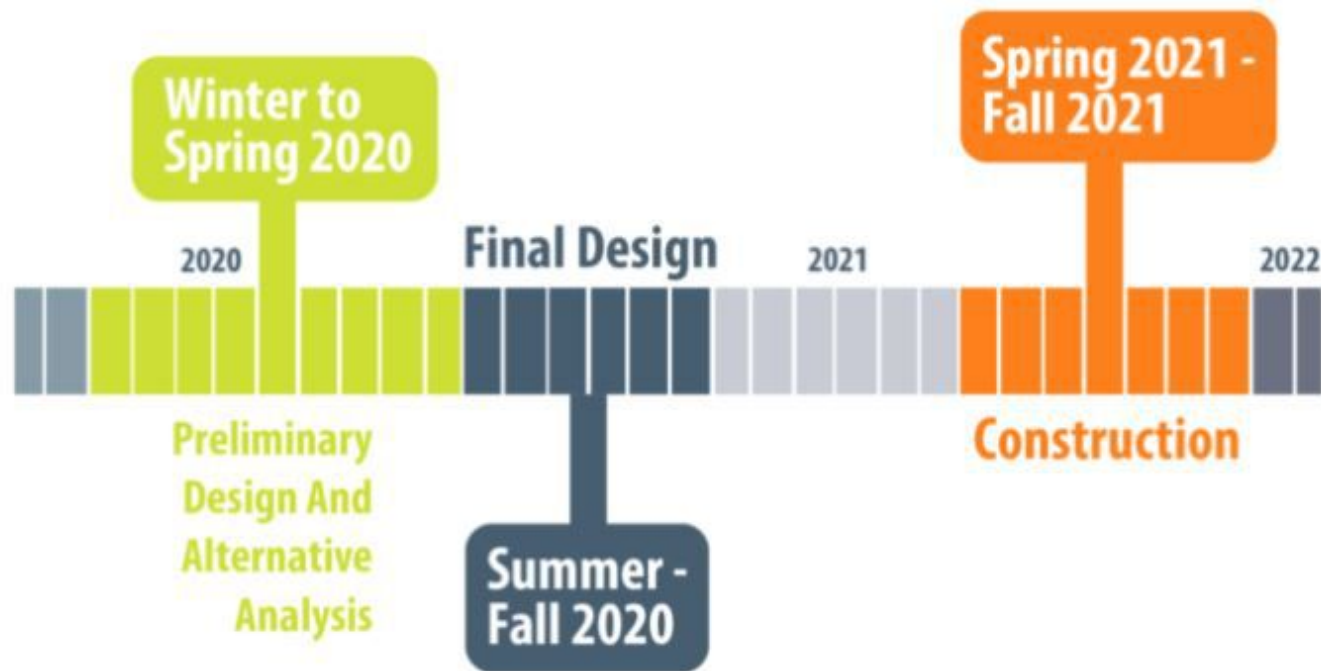 Winter to
Spring 2020
Spring 2021 -
Fall 2021
2020
Final Design
2021
2022
Preliminary
Design And
Alternative
Analysis
Construction
Summer -
Fall 2020